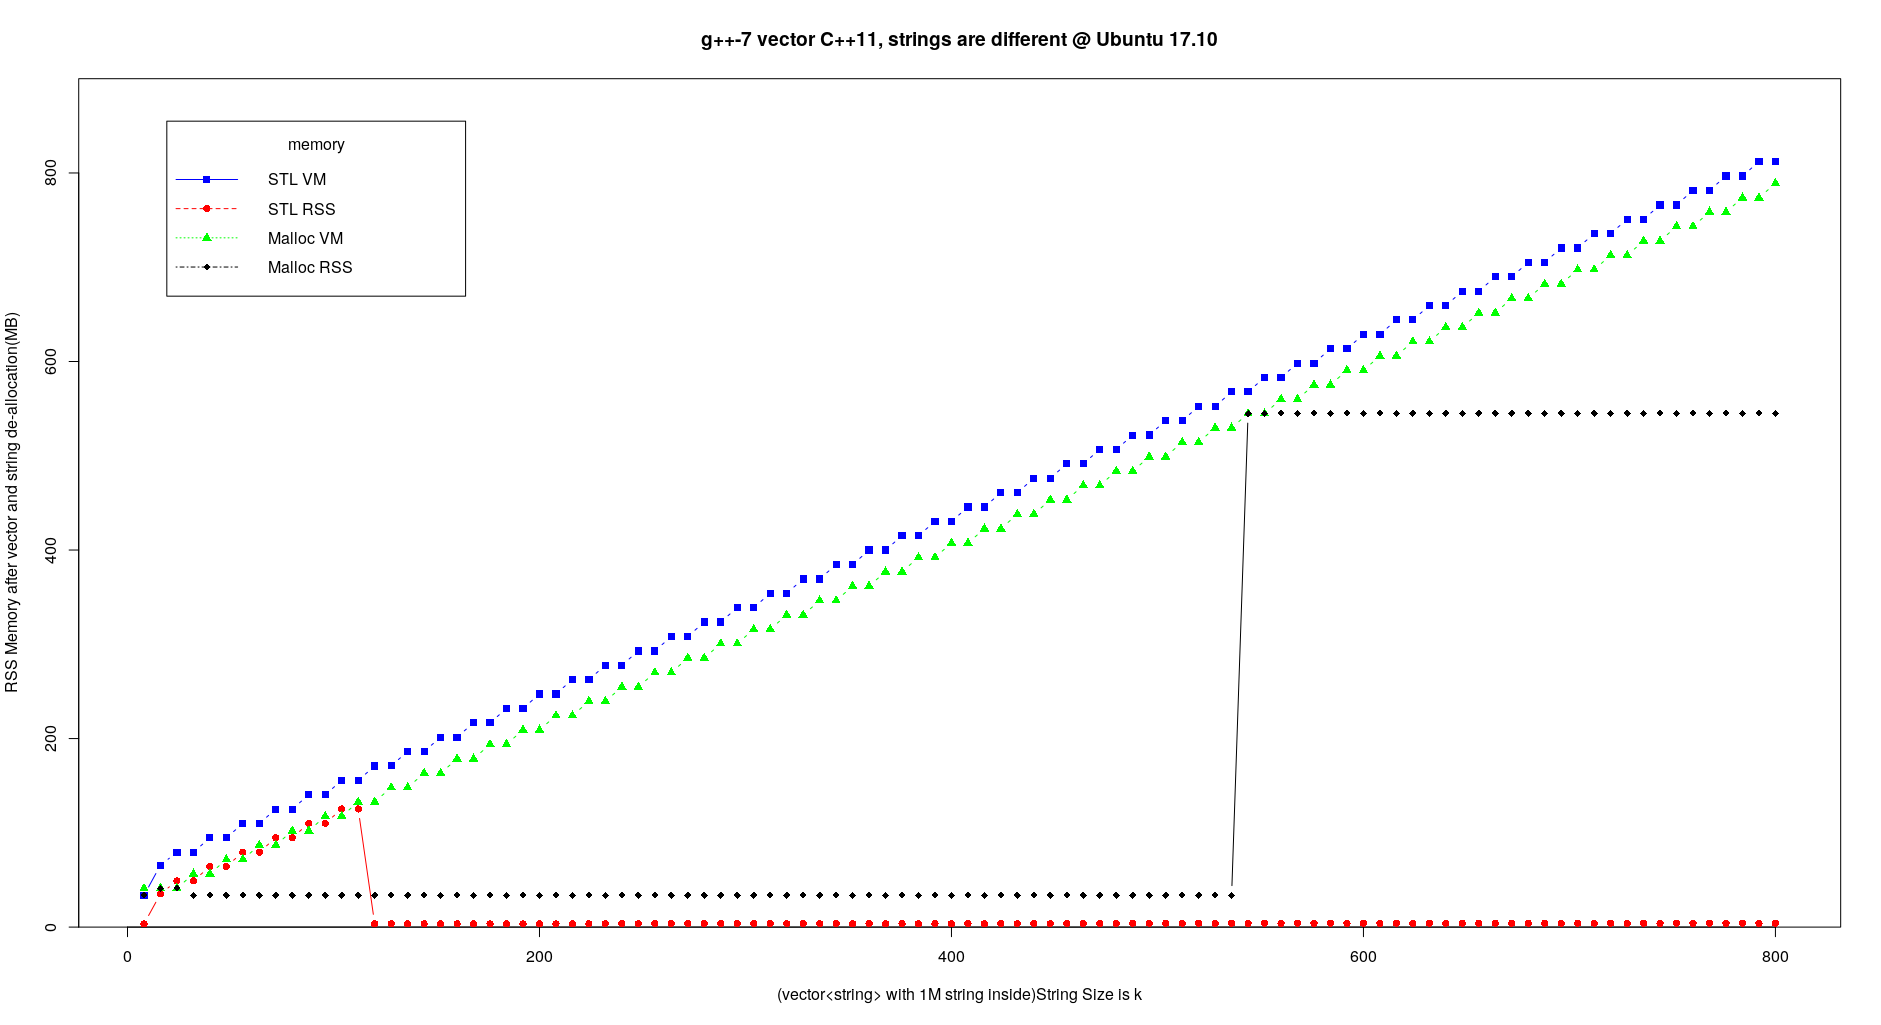 g++-7 vector C++11, strings are different @ Ubuntu 17.10
memory
STL VM
STL RSS
Malloc VM
Malloc RSS
RSS Memory after vector and string de-allocation(MB)
800
600
400
200
0
0 200 400 600 800
(vector<string> with 1M string inside)String Size is k